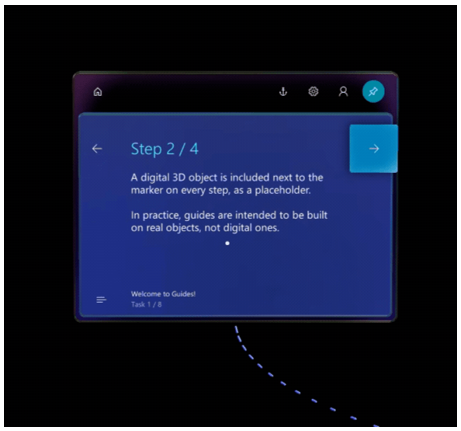 Step 2 / 4
A digital 3D object is included next to the
marker on every step, as a placeholder.
In practice, guides are intended to be built
on real objects, not digital ones.
Welcome to Guides!
Task 1 / 8